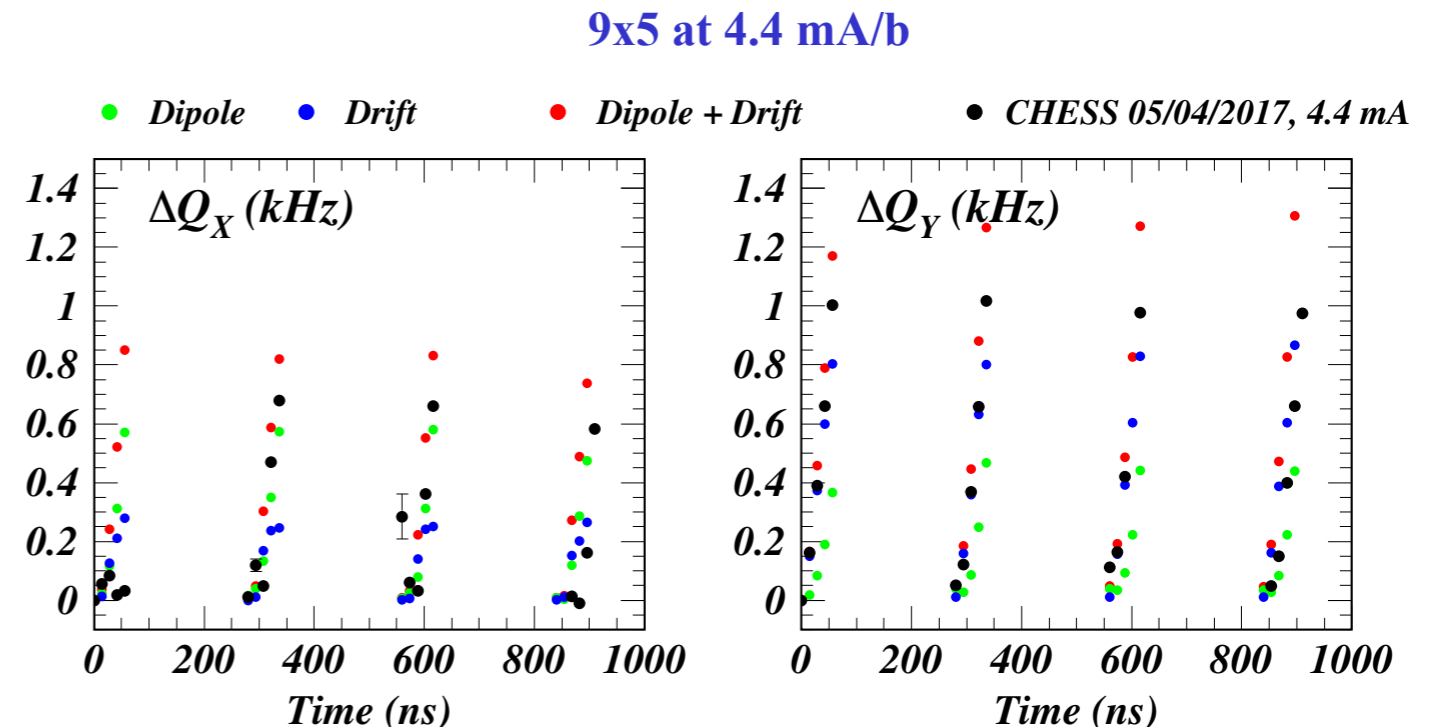 9x5 at 4.4 mA/b
Dipole Drift Dipole + Drift CHESS 05/04/2017, 4.4 mA
ΔQ_X (kHz)
1.4
1.2
1
0.8
0.6
0.4
0.2
0
0 200 400 600 800 1000
Time (ns)
ΔQ_Y (kHz)
1.4
1.2
1
0.8
0.6
0.4
0.2
0
0 200 400 600 800 1000
Time (ns)